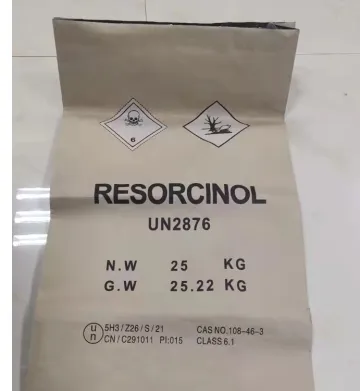 6
RESORCINOL
UN2876
N.W 25 KG
G.W 25.22 KG
un 5H3/Z26/S/21 CAS NO.108-46-3
CN/C291011 PI:015 CLASS 6.1